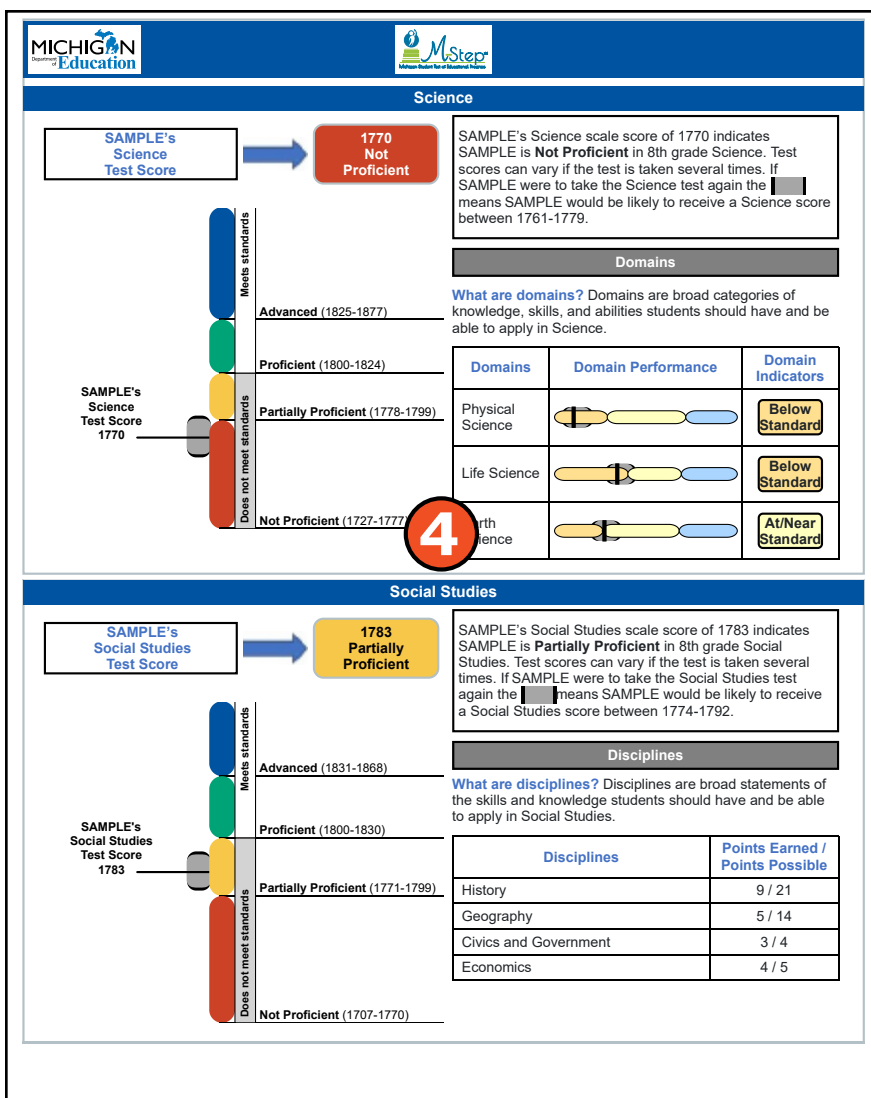 MICHIGAN
Department of Education
MStep
Michigan Student Test of Educational Progress
Science
SAMPLE’s
Science
Test Score
1770
Not
Proficient
SAMPLE’s Science scale score of 1770 indicates
SAMPLE is Not Proficient in 8th grade Science. Test
scores can vary if the test is taken several times. If
SAMPLE were to take the Science test again the
means SAMPLE would be likely to receive a Science score
between 1761-1779.
Meets standards
Does not meet standards
Advanced (1825-1877)
Proficient (1800-1824)
Partially Proficient (1778-1799)
Not Proficient (1727-1777)
SAMPLE's
Science
Test Score
1770
Domains
What are domains? Domains are broad categories of
knowledge, skills, and abilities students should have and be
able to apply in Science.
Domains Domain Performance Domain
Indicators
Physical
Science
Below
Standard
Life Science
Below
Standard
4
At/Near
Standard
Social Studies
SAMPLE’s
Social Studies
Test Score
1783
Partially
Proficient
SAMPLE’s Social Studies scale score of 1783 indicates
SAMPLE is Partially Proficient in 8th grade Social
Studies. Test scores can vary if the test is taken several
times. If SAMPLE were to take the Social Studies test
again the means SAMPLE would be likely to receive
a Social Studies score between 1774-1792.
Meets standards
Does not meet standards
Advanced (1831-1868)
Proficient (1800-1830)
Partially Proficient (1771-1799)
Not Proficient (1707-1770)
SAMPLE's
Social Studies
Test Score
1783
Disciplines
What are disciplines? Disciplines are broad statements of
the skills and knowledge students should have and be able
to apply in Social Studies.
Disciplines Points Earned /
Points Possible
History 9 / 21
Geography 5 / 14
Civics and Government 3 / 4
Economics 4 / 5